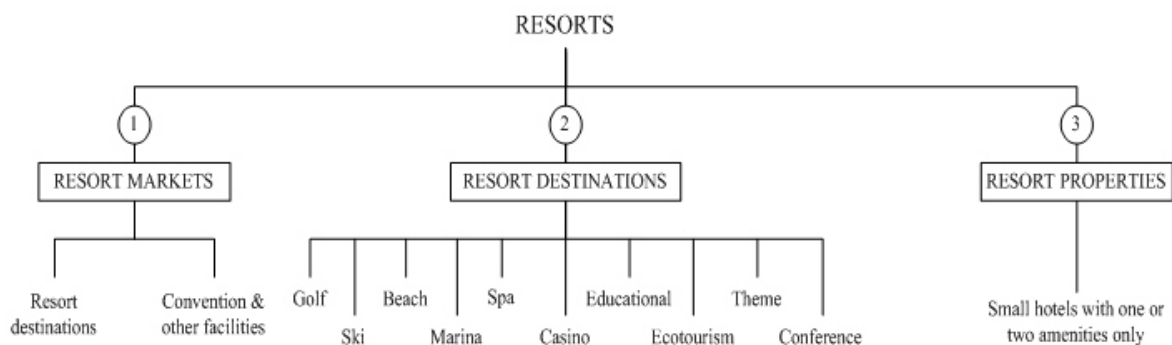 RESORTS
1
2
3
RESORT MARKETS
RESORT DESTINATIONS
RESORT PROPERTIES
Resort
destinations
Convention &
other facilities
Golf
Ski
Beach
Marina
Spa
Casino
Educational
Ecotourism
Theme
Conference
Small hotels with one or
two amenities only